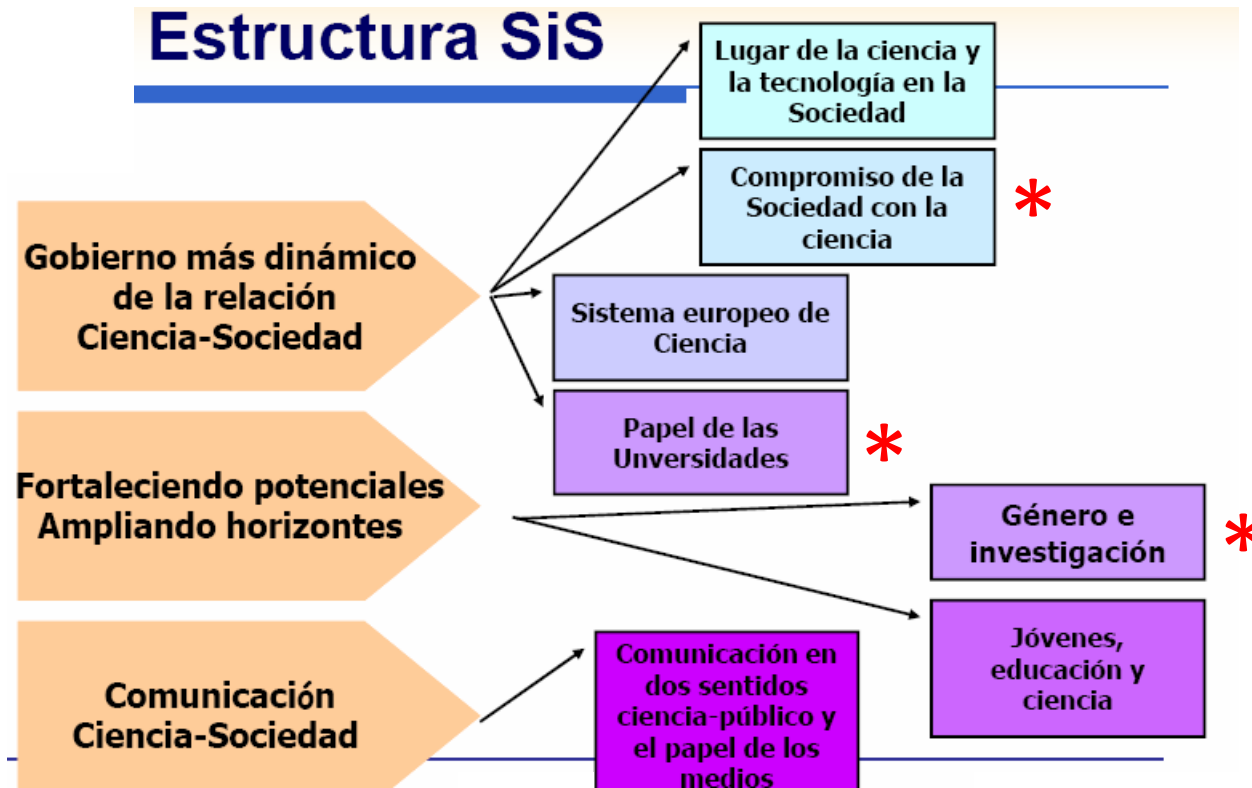 Estructura SiS
Lugar de la ciencia y
la tecnología en la
Sociedad
Compromiso de la
Sociedad con la
ciencia
*
Gobierno más dinámico
de la relación
Ciencia-Sociedad
Sistema europeo de
Ciencia
Papel de las
Unversidades
*
Fortaleciendo potenciales
Ampliando horizontes
Género e
investigación
*
Jóvenes,
educación y
ciencia
Comunicación
Ciencia-Sociedad
Comunicación en
dos sentidos
ciencia-público y
el papel de los
medios